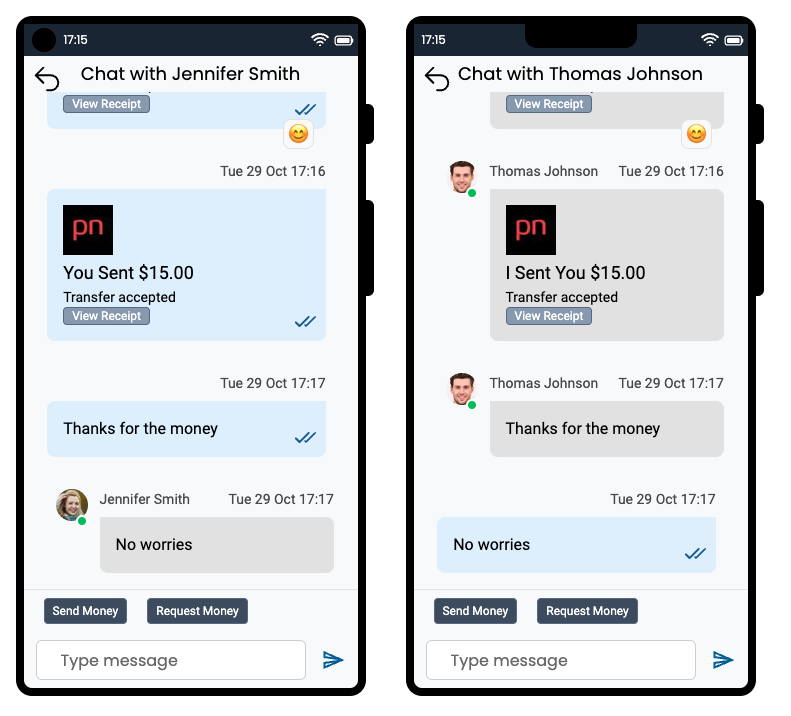 17:15
Chat with Jennifer Smith
View Receipt
Tue 29 Oct 17:16
pn
You Sent $15.00
Transfer accepted
View Receipt
Tue 29 Oct 17:17
Thanks for the money
Jennifer Smith Tue 29 Oct 17:17
No worries
Send Money Request Money
Type message
17:15
Chat with Thomas Johnson
View Receipt
Thomas Johnson Tue 29 Oct 17:16
pn
I Sent You $15.00
Transfer accepted
View Receipt
Thomas Johnson Tue 29 Oct 17:17
Thanks for the money
Tue 29 Oct 17:17
No worries
Send Money Request Money
Type message